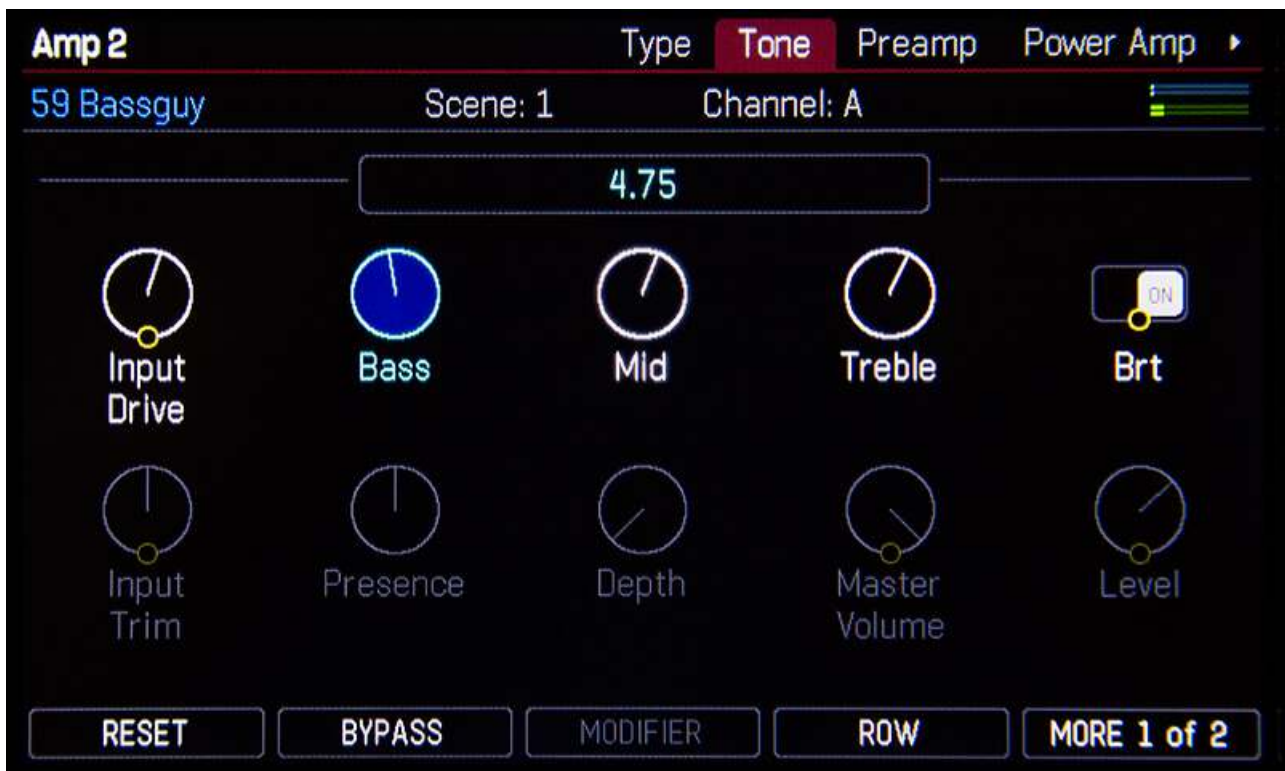 Amp 2
Type Tone Preamp Power Amp
59 Bassguy Scene: 1 Channel: A
4.75
Input Drive
Bass
Mid
Treble
ON
Brt
Input Trim
Presence
Depth
Master Volume
Level
RESET BYPASS MODIFIER ROW MORE 1 of 2